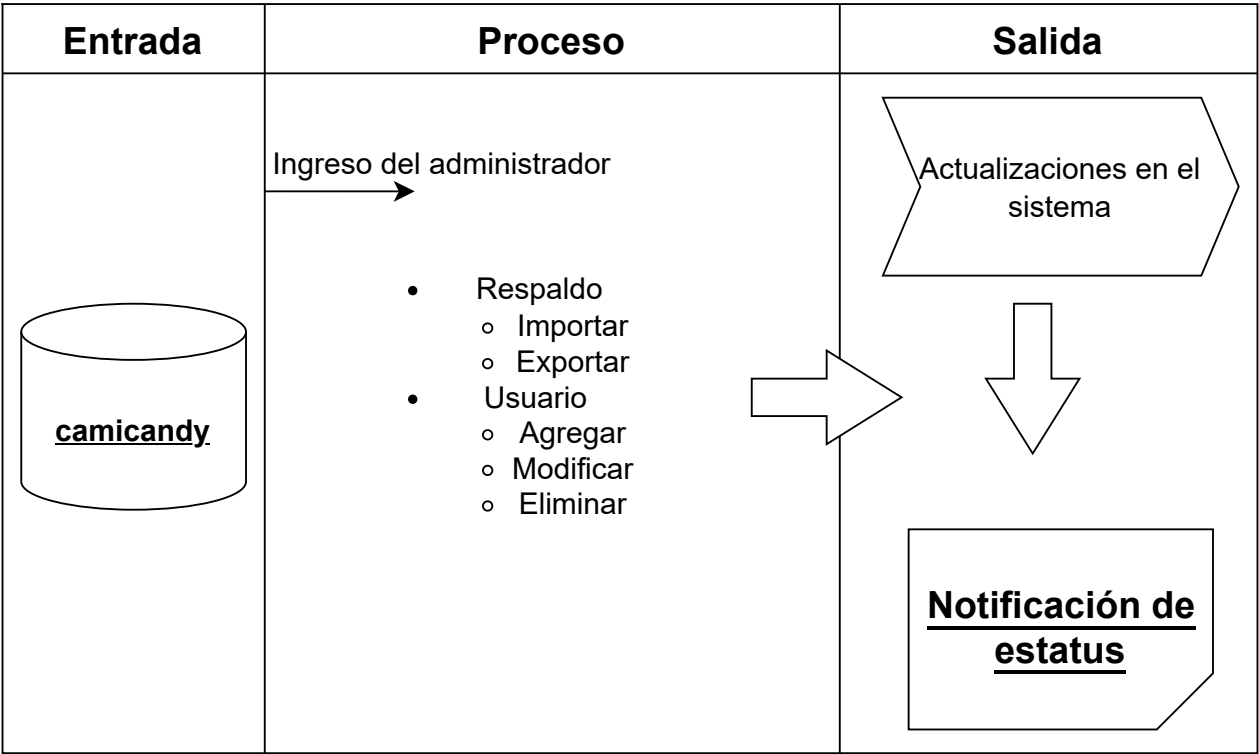 Entrada
Proceso
Salida
camicandy
Ingreso del administrador
• Respaldo
◦ Importar
◦ Exportar
• Usuario
◦ Agregar
◦ Modificar
◦ Eliminar
Actualizaciones en el
sistema
Notificación de
estatus